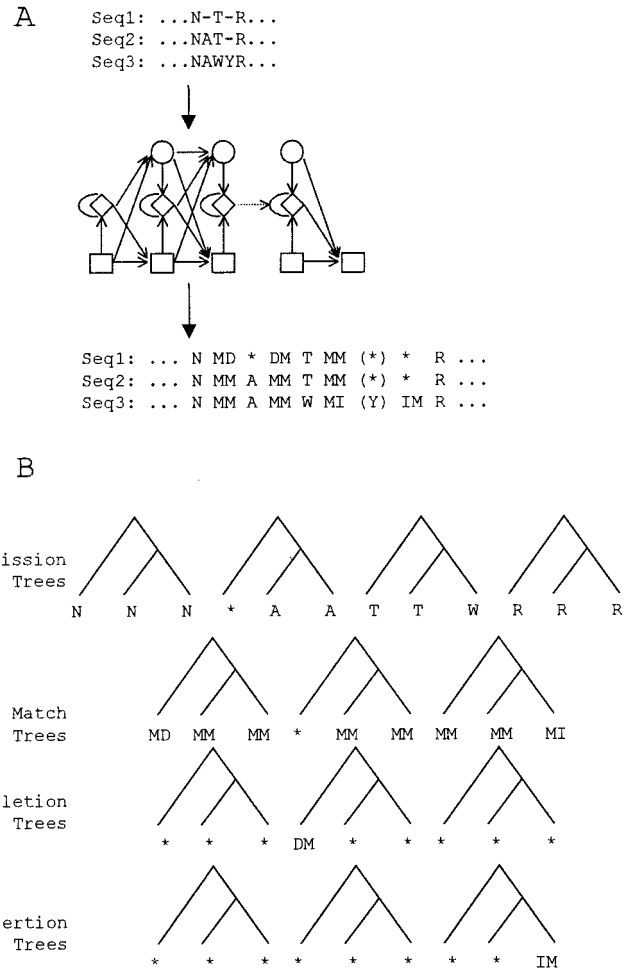 A
Seq1: ...N-T-R...
Seq2: ...NAT-R...
Seq3: ...NAWYR...
Seq1: ... N MD * DM T MM (*) * R ...
Seq2: ... N MM A MM T MM (*) * R ...
Seq3: ... N MM A MM W MI (Y) IM R ...
B
ission
Trees
N N N * A A T T W R R R
Match
Trees
MD MM MM * MM MM MM MM MI
letion
Trees
* * * DM * * * * *
ertion
Trees
* * * * * * * * IM